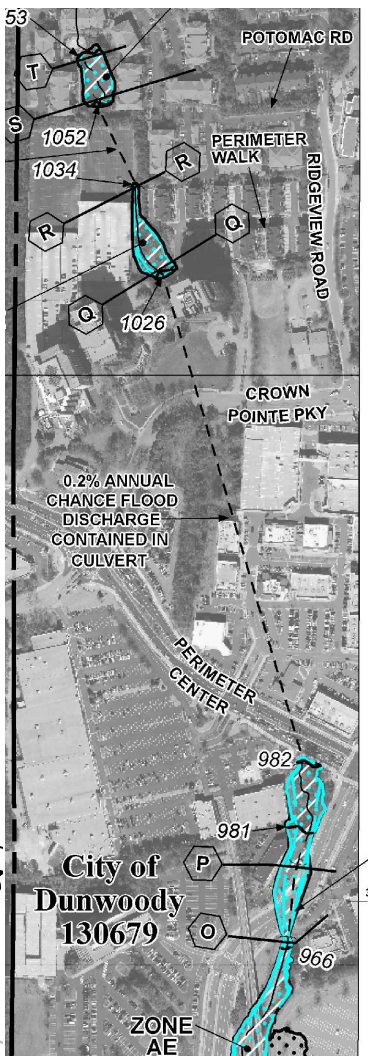 53
T
POTOMAC RD
S
1052
PERIMETER
WALK
1034
R
RIDGEVIEW ROAD
R
Q
Q
1026
CROWN
POINTE PKY
0.2% ANNUAL
CHANCE FLOOD
DISCHARGE
CONTAINED IN
CULVERT
PERIMETER
CENTER
982
981
P
City of
Dunwoody
130679
O
966
ZONE
AE